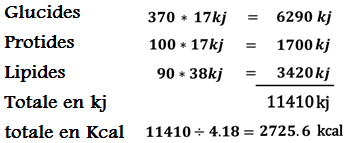 Glucides 370 * 17kj = 6290 kj
Protides 100 * 17kj = 1700 kj
Lipides 90 * 38kj = 3420 kj
Totale en kj 11410 kj
totale en Kcal 11410 ÷ 4.18 = 2725.6 kcal